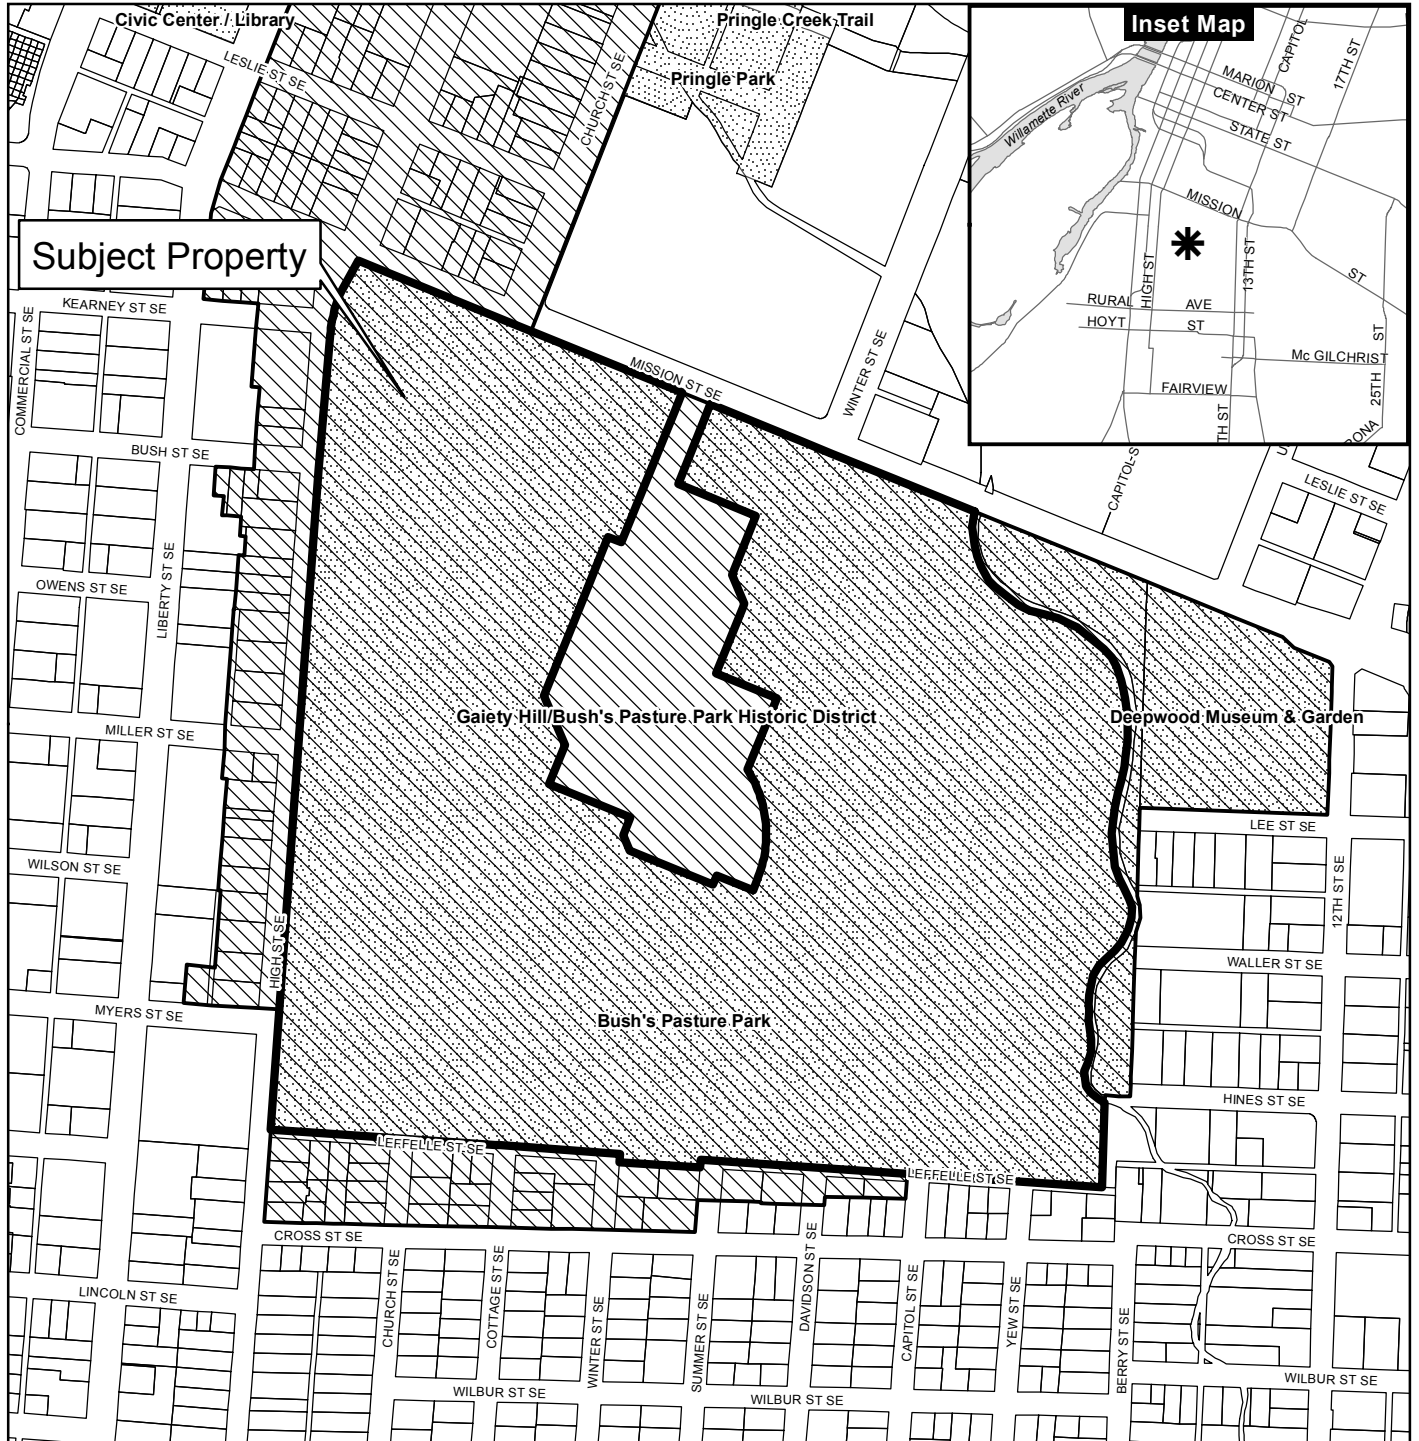 Civic Center / Library
Pringle Creek Trail
Inset Map
LESLIE ST SE
CHURCH ST SE
Pringle Park
Willamette River
CAPITOL
17TH ST
MARION ST
CENTER ST
STATE ST
MISSION ST
HIGH ST
13TH ST
RURAL AVE
HOYT ST
Mc GILCHRIST
25TH ST
FAIRVIEW
TH ST
RONA
Subject Property
KEARNEY ST SE
COMMERCIAL ST SE
MISSION ST SE
WINTER ST SE
BUSH ST SE
CAPITOL S
LESLIE ST SE
OWENS ST SE
LIBERTY ST SE
Gaiety Hill/Bush's Pasture Park Historic District
Deepwood Museum & Garden
MILLER ST SE
LEE ST SE
WILSON ST SE
12TH ST SE
HIGH ST SE
WALLER ST SE
MYERS ST SE
Bush's Pasture Park
HINES ST SE
LEFFELLE ST SE
LEFFELLE ST SE
CROSS ST SE
CROSS ST SE
LINCOLN ST SE
CHURCH ST SE
COTTAGE ST SE
WINTER ST SE
SUMMER ST SE
DAVIDSON ST SE
CAPITOL ST SE
YEW ST SE
BERRY ST SE
WILBUR ST SE
WILBUR ST SE
WILBUR ST SE